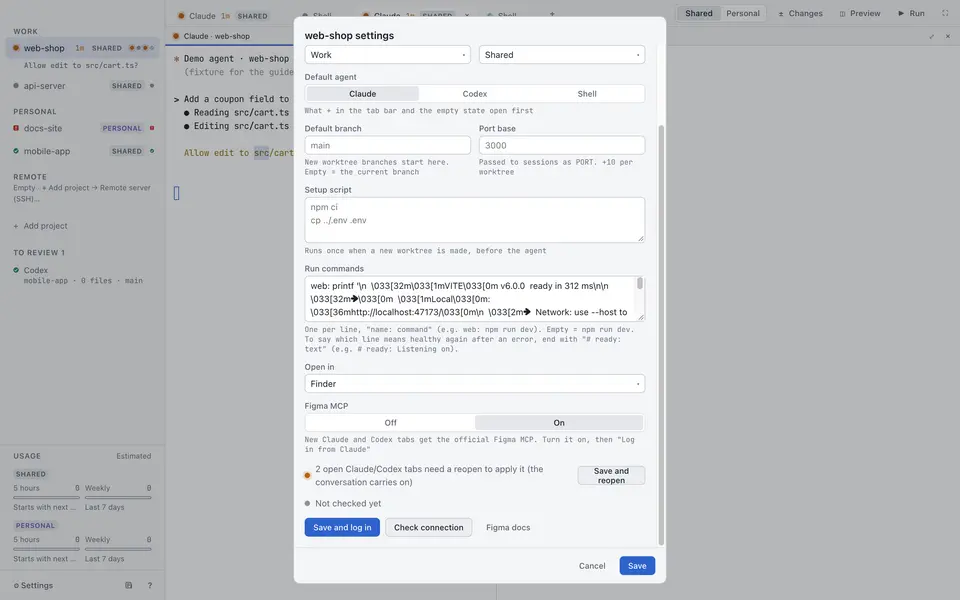 Claude 1m SHARED
Shell
Claude 1m SHARED ×
Shell
+
Shared Personal
Changes
Preview
Run
WORK
web-shop 1m SHARED
Allow edit to src/cart.ts?
api-server SHARED
PERSONAL
docs-site PERSONAL
mobile-app SHARED
REMOTE
Empty. + Add project → Remote server
(SSH)…
+ Add project
TO REVIEW 1
Codex
mobile-app · 0 files · main
USAGE Estimated
SHARED
5 hours 0 Weekly 0
Starts with next … Last 7 days
PERSONAL
5 hours 0 Weekly 0
Starts with next … Last 7 days
Settings ?
Claude · web-shop
* Demo agent · web-shop
(fixture for the guide
> Add a coupon field to
● Reading src/cart.ts
● Editing src/cart.ts
Allow edit to src/cart
web-shop settings
Work
Shared
Default agent
Claude Codex Shell
What + in the tab bar and the empty state open first
Default branch Port base
main 3000
New worktree branches start here.
Empty = the current branch
Passed to sessions as PORT. +10 per
worktree
Setup script
npm ci
cp ../.env .env
Runs once when a new worktree is made, before the agent
Run commands
web: printf '\n \033[32m\033[1mVITE\033[0m v6.0.0 ready in 312 ms\n\n
\033[32m➜\033[0m \033[1mLocal\033[0m:
\033[36mhttp://localhost:47173/\033[0m\n \033[2m➜ Network: use --host to
One per line, "name: command" (e.g. web: npm run dev). Empty = npm run dev.
To say which line means healthy again after an error, end with "# ready:
text" (e.g. # ready: Listening on).
Open in
Finder
Figma MCP
Off On
New Claude and Codex tabs get the official Figma MCP. Turn it on, then "Log
in from Claude"
2 open Claude/Codex tabs need a reopen to apply it (the
conversation carries on)
Save and
reopen
Not checked yet
Save and log in Check connection Figma docs
Cancel Save